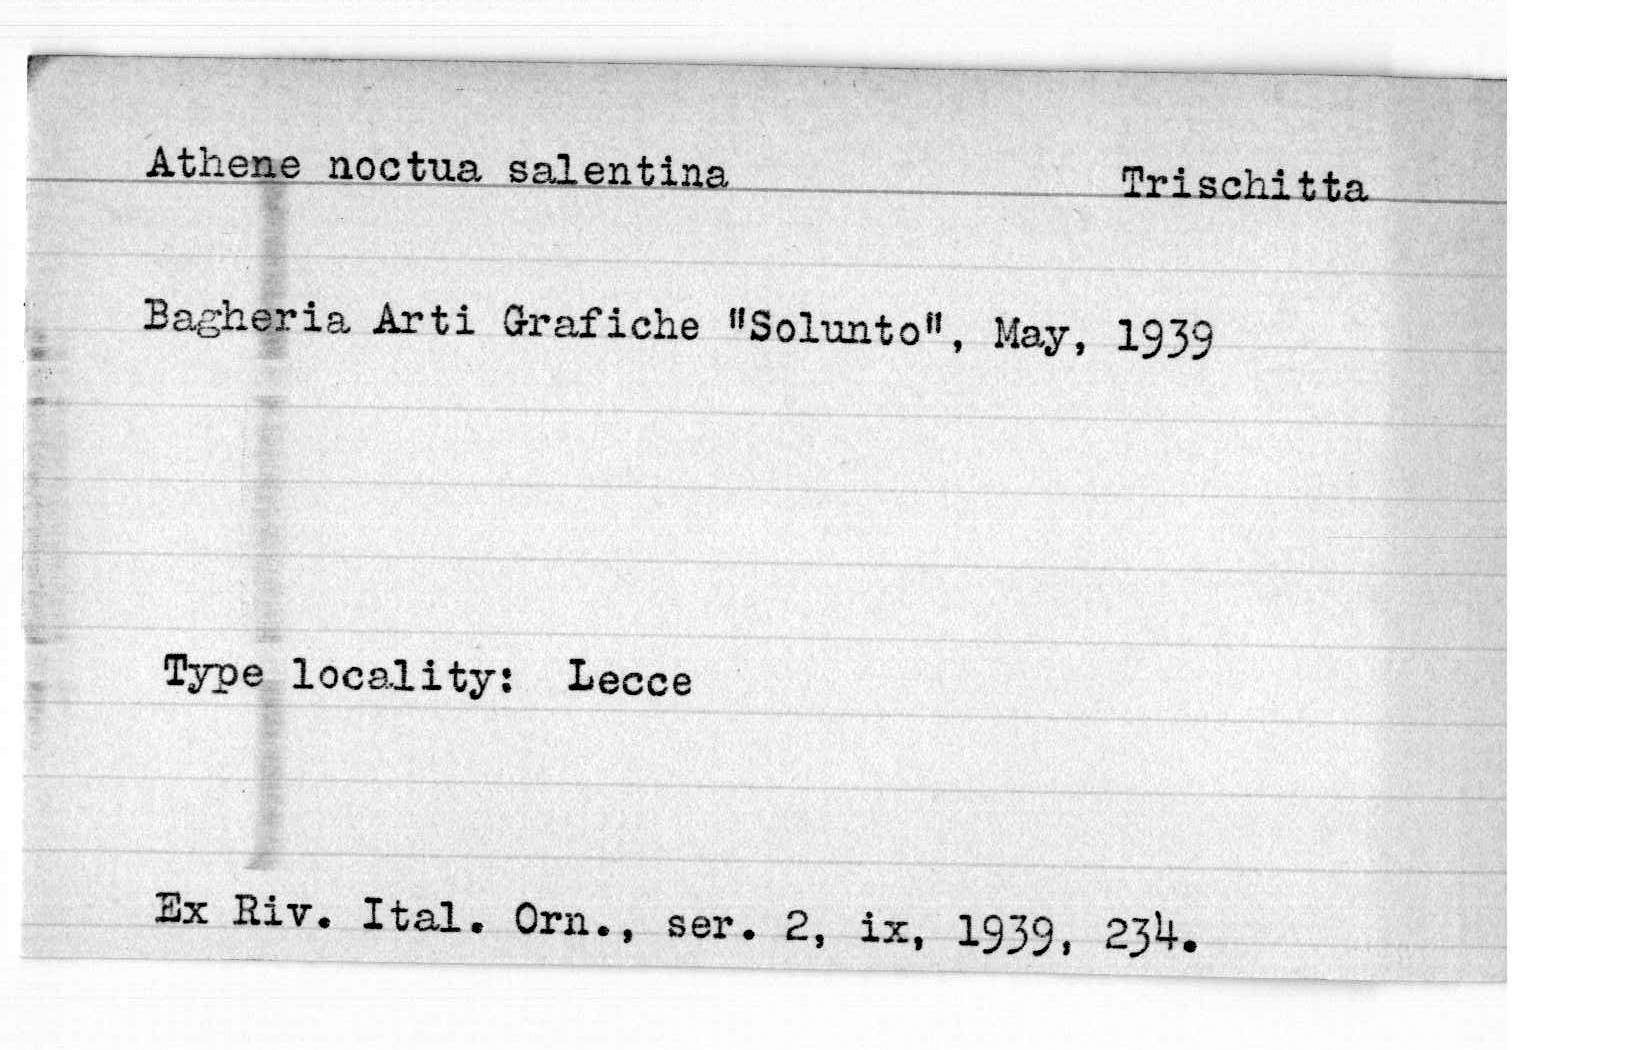 Athene noctua salentina Trischitta
Bagheria Arti Grafiche "Solunto", May, 1939
Type locality: Lecce
Ex Riv. Ital. Orn., ser. 2, ix, 1939, 234.